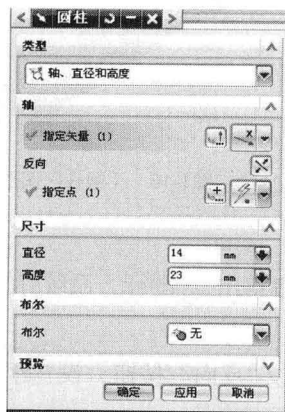 圆柱
类型
轴、直径和高度
轴
指定矢量 (1)
反向
指定点 (1)
尺寸
直径 14 mm
高度 23 mm
布尔
布尔 无
预览
确定 应用 取消